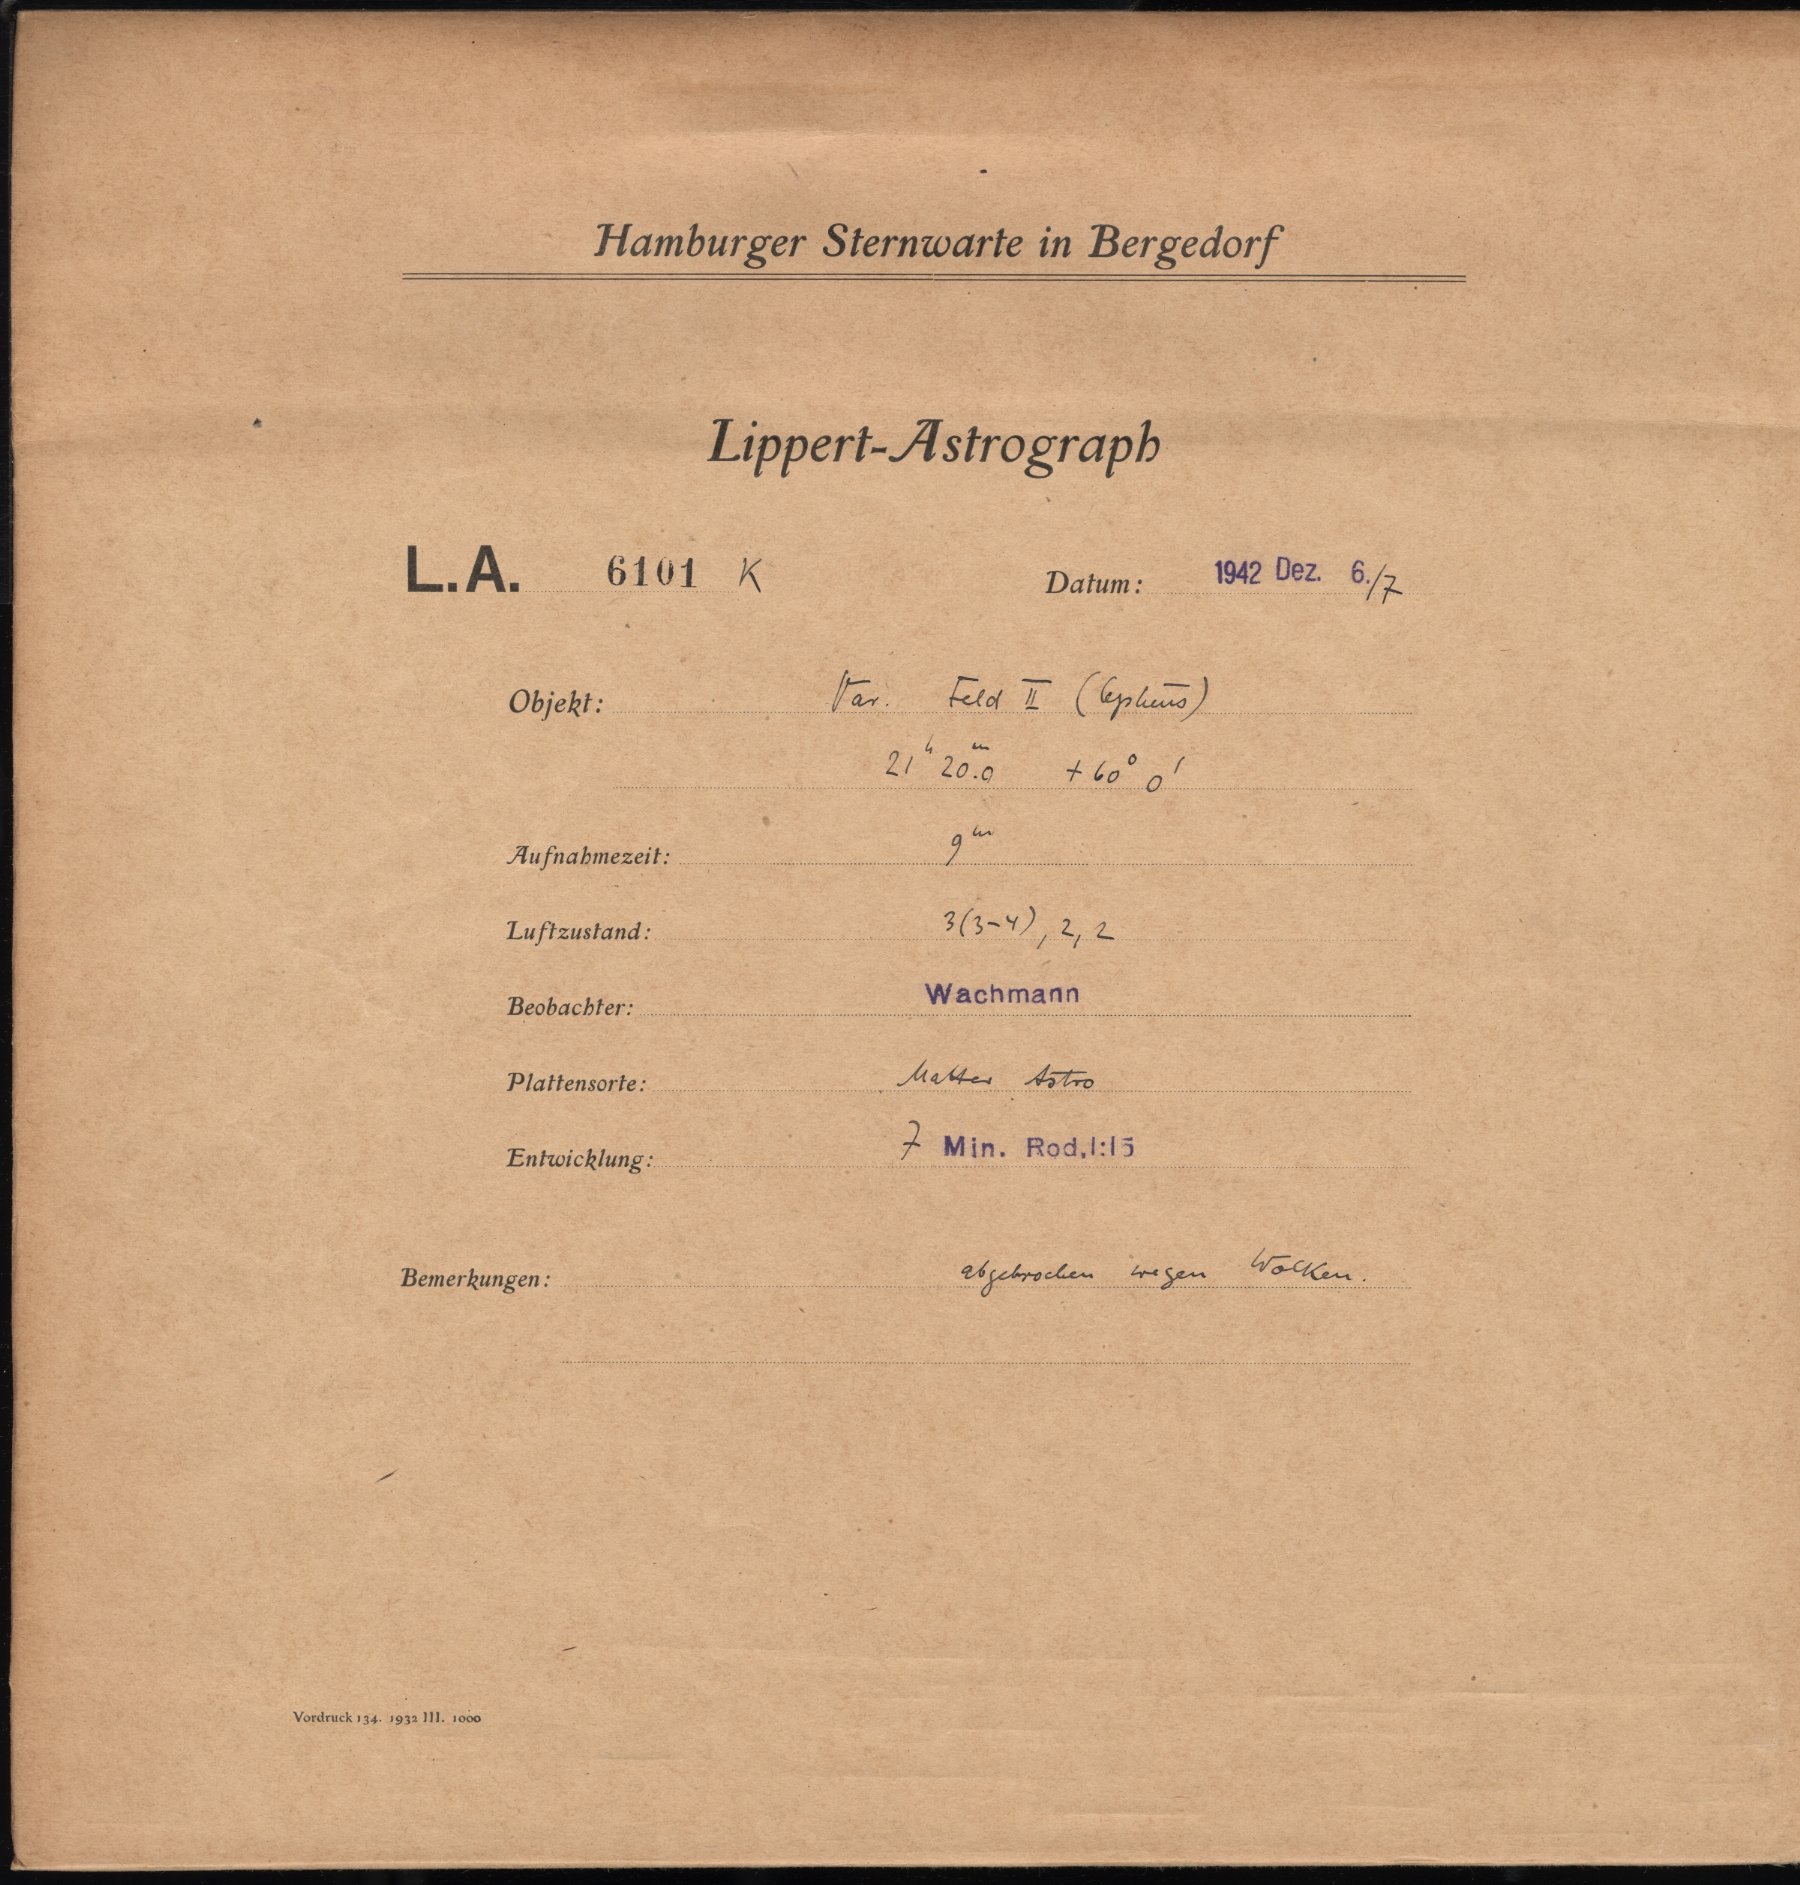 Hamburger Sternwarte in Bergedorf
Lippert-Astrograph
L.A. 6101 K Datum: 1942 Dez. 6./7
Objekt: Var. Feld II (Cepheus)
21ʰ 20.0ᵐ +60° 0'
Aufnahmezeit: 9ᵐ
Luftzustand: 3(3-4), 2, 2
Beobachter: Wachmann
Plattensorte: Matter Astro
Entwicklung: 7 Min. Rod. 1:15
Bemerkungen: abgebrochen wegen Wolken.
Vordruck 134. 1932 III. 1000